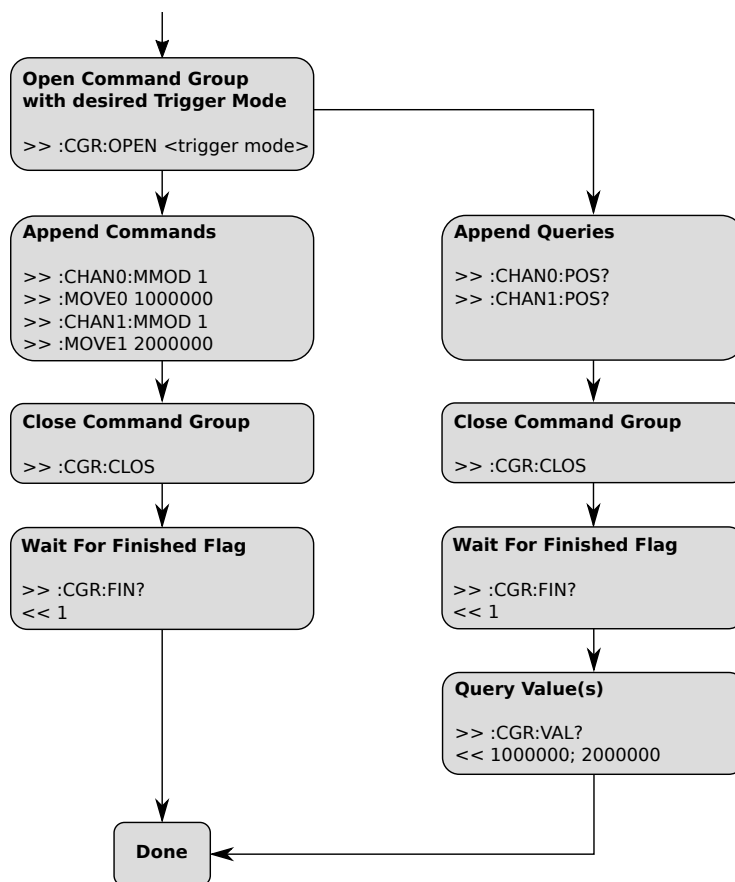 Open Command Group
with desired Trigger Mode
>> :CGR:OPEN <trigger mode>
Append Commands
>> :CHAN0:MMOD 1
>> :MOVE0 1000000
>> :CHAN1:MMOD 1
>> :MOVE1 2000000
Close Command Group
>> :CGR:CLOS
Wait For Finished Flag
>> :CGR:FIN?
<< 1
Append Queries
>> :CHAN0:POS?
>> :CHAN1:POS?
Close Command Group
>> :CGR:CLOS
Wait For Finished Flag
>> :CGR:FIN?
<< 1
Query Value(s)
>> :CGR:VAL?
<< 1000000; 2000000
Done